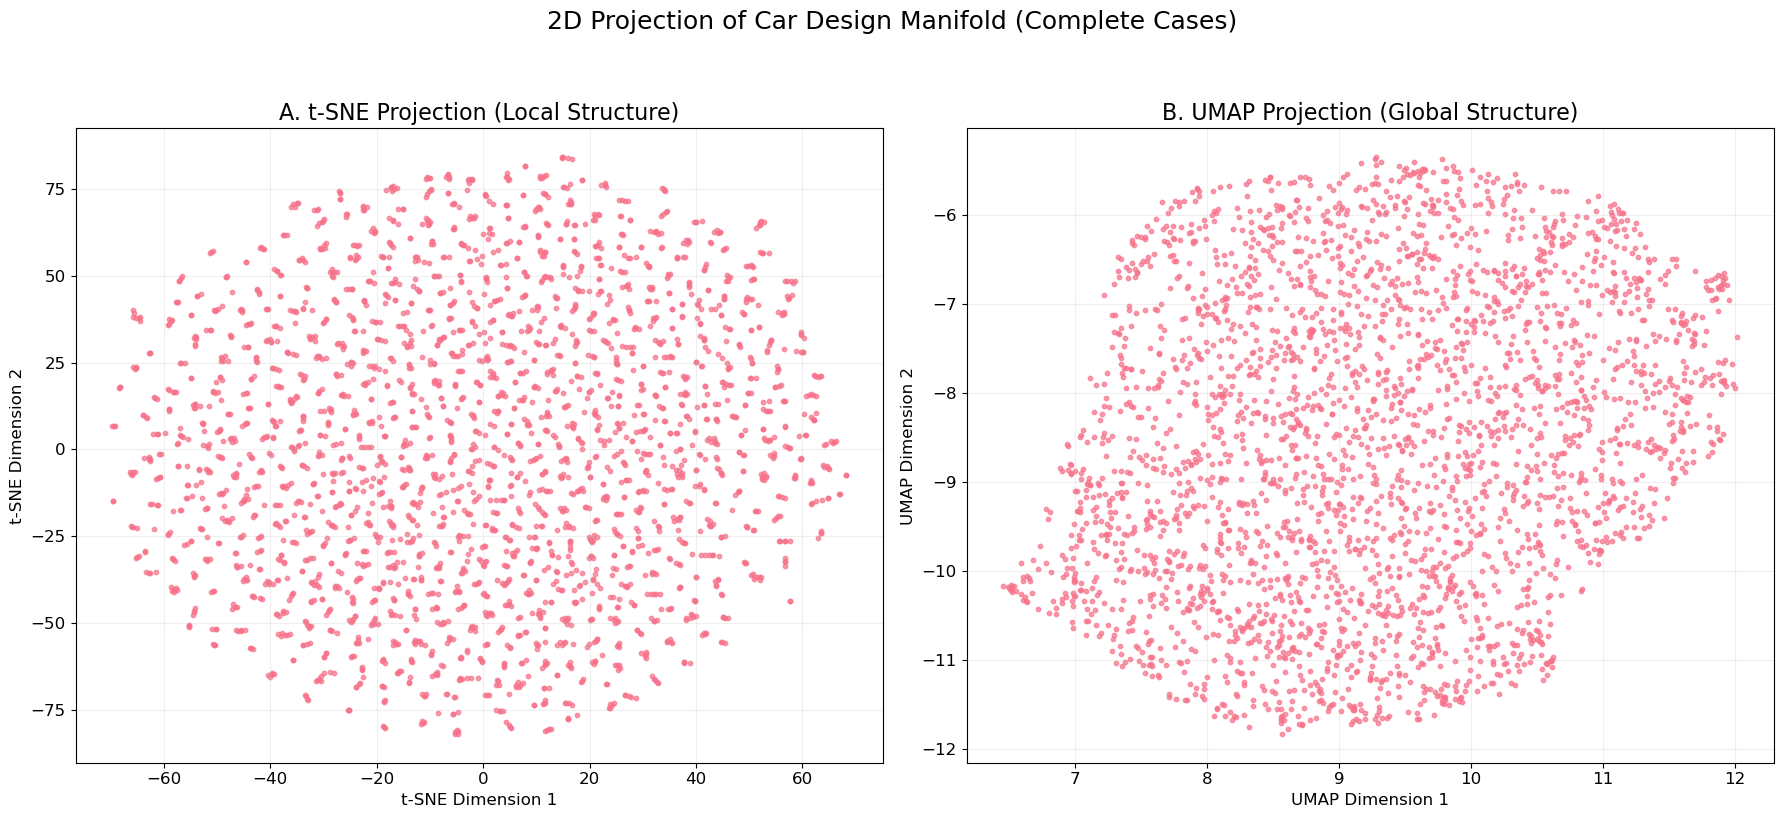 2D Projection of Car Design Manifold (Complete Cases)
A. t-SNE Projection (Local Structure)
75
50
25
0
−25
−50
−75
t-SNE Dimension 2
−60 −40 −20 0 20 40 60
t-SNE Dimension 1
B. UMAP Projection (Global Structure)
−6
−7
−8
−9
−10
−11
−12
UMAP Dimension 2
7 8 9 10 11 12
UMAP Dimension 1